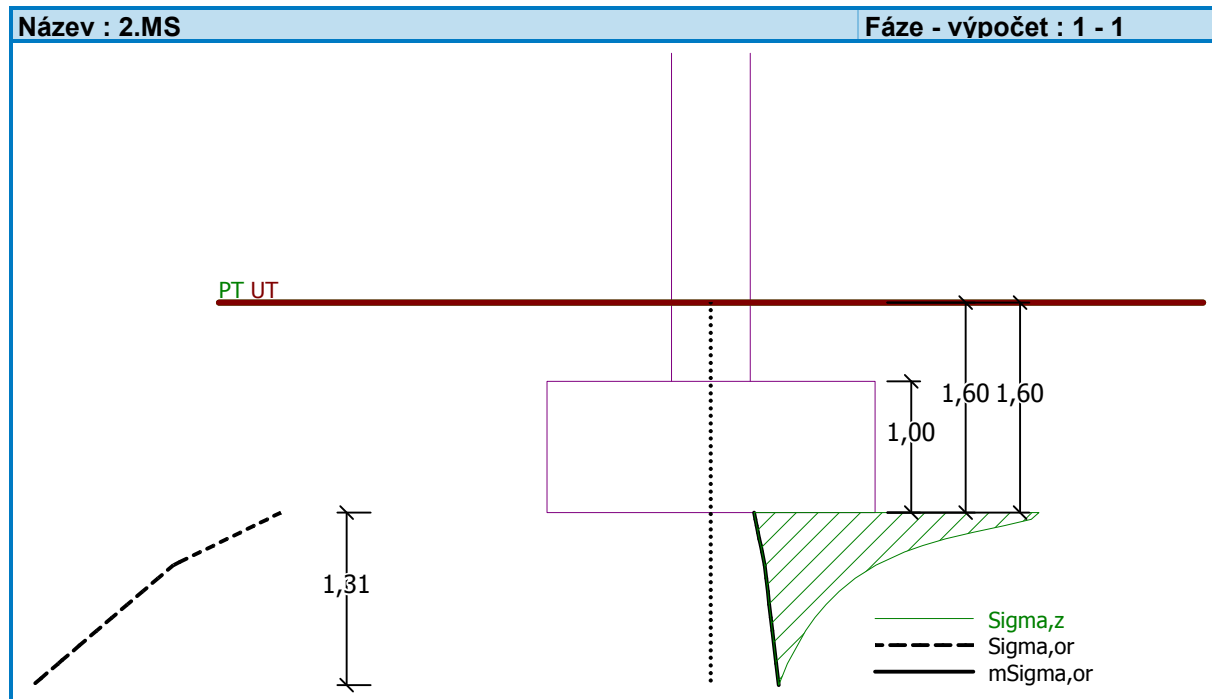 Název : 2.MS
Fáze - výpočet : 1 - 1
PT UT
1,60 1,60
1,00
1,31
Sigma,z
Sigma,or
mSigma,or